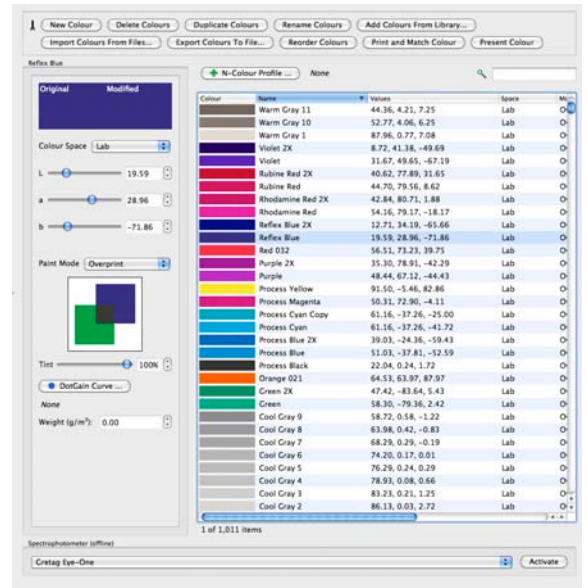 New Colour Delete Colours Duplicate Colours Rename Colours Add Colours From Library...
Import Colours From Files... Export Colours To File... Reorder Colours Print and Match Colour Present Colour
Reflex Blue
Original Modified
Colour Space Lab
L 19.59
a 28.96
b -71.86
Paint Mode Overprint
Tint 100%
DotGain Curve ...
None
Weight (g/m²): 0.00
N-Colour Profile ... None
Colour Name Values Space
Warm Gray 11 44.36, 4.21, 7.25 Lab
Warm Gray 10 52.77, 4.06, 6.25 Lab
Warm Gray 1 87.96, 0.77, 7.08 Lab
Violet 2X 8.72, 41.38, -49.69 Lab
Violet 31.67, 49.65, -67.19 Lab
Rubine Red 2X 40.62, 77.89, 31.65 Lab
Rubine Red 44.70, 79.56, 8.62 Lab
Rhodamine Red 2X 42.84, 80.71, 1.88 Lab
Rhodamine Red 54.16, 79.17, -18.17 Lab
Reflex Blue 2X 12.71, 34.19, -65.66 Lab
Reflex Blue 19.59, 28.96, -71.86 Lab
Red 032 56.51, 73.23, 39.75 Lab
Purple 2X 35.30, 78.91, -42.29 Lab
Purple 48.44, 67.12, -44.43 Lab
Process Yellow 91.50, -5.46, 82.86 Lab
Process Magenta 50.31, 72.90, -4.11 Lab
Process Cyan Copy 61.16, -37.26, -25.00 Lab
Process Cyan 61.16, -37.26, -41.72 Lab
Process Blue 2X 39.03, -24.36, -59.43 Lab
Process Blue 51.03, -37.81, -52.59 Lab
Process Black 22.04, 0.24, 1.72 Lab
Orange 021 64.53, 63.97, 87.97 Lab
Green 2X 47.42, -83.64, 5.43 Lab
Green 58.30, -79.36, 2.42 Lab
Cool Gray 9 58.72, 0.58, -1.22 Lab
Cool Gray 8 63.98, 0.42, -0.83 Lab
Cool Gray 7 68.29, 0.29, -0.19 Lab
Cool Gray 6 74.20, 0.17, 0.01 Lab
Cool Gray 5 76.29, 0.24, 0.29 Lab
Cool Gray 4 78.93, 0.08, 0.66 Lab
Cool Gray 3 83.23, 0.21, 1.25 Lab
Cool Gray 2 86.13, 0.03, 2.72 Lab
1 of 1,011 items
Spectrophotometer (offline)
Gretag Eye-One Activate